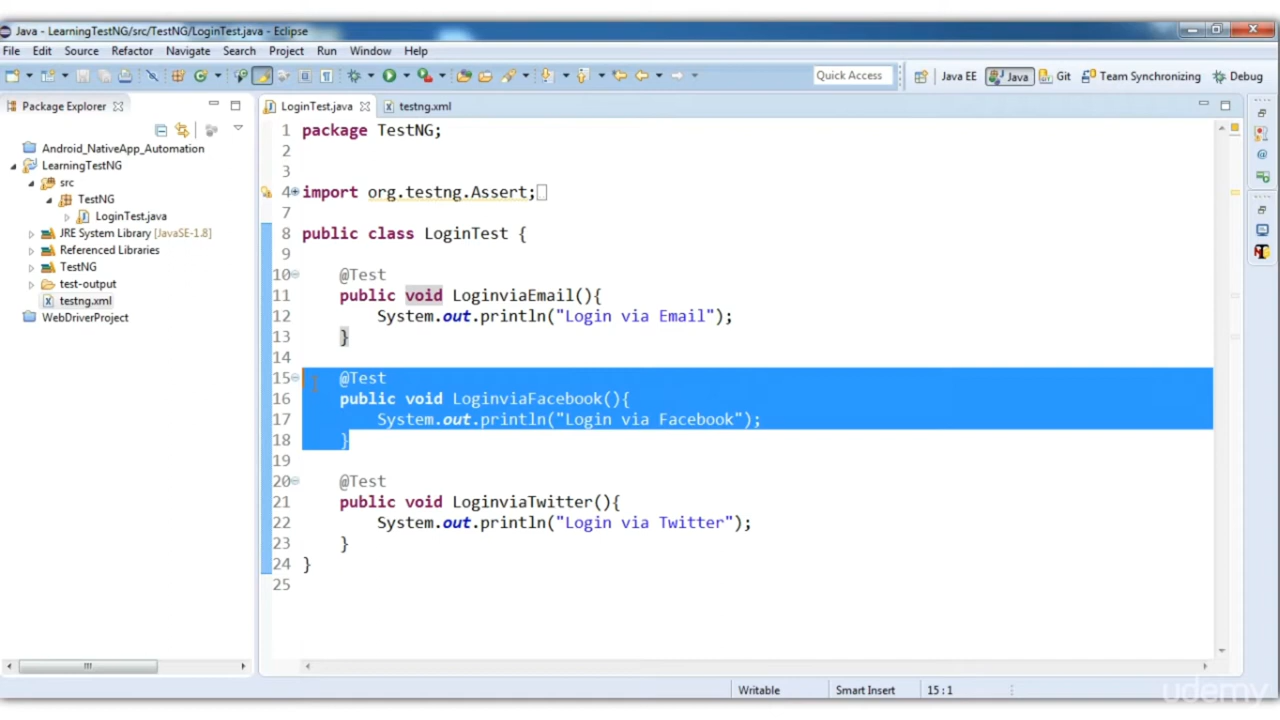 Java - LearningTestNG/src/TestNG/LoginTest.java - Eclipse
File Edit Source Refactor Navigate Search Project Run Window Help
Quick Access Java EE Java Git Team Synchronizing Debug
Package Explorer
LoginTest.java testng.xml
Android_NativeApp_Automation
LearningTestNG
src
TestNG
LoginTest.java
JRE System Library [JavaSE-1.8]
Referenced Libraries
TestNG
test-output
testng.xml
WebDriverProject
1 package TestNG;
2
3
4 import org.testng.Assert;
7
8 public class LoginTest {
9
10 @Test
11 public void LoginviaEmail(){
12 System.out.println("Login via Email");
13 }
14
15 @Test
16 public void LoginviaFacebook(){
17 System.out.println("Login via Facebook");
18 }
19
20 @Test
21 public void LoginviaTwitter(){
22 System.out.println("Login via Twitter");
23 }
24 }
25
Writable Smart Insert 15:1
udemy